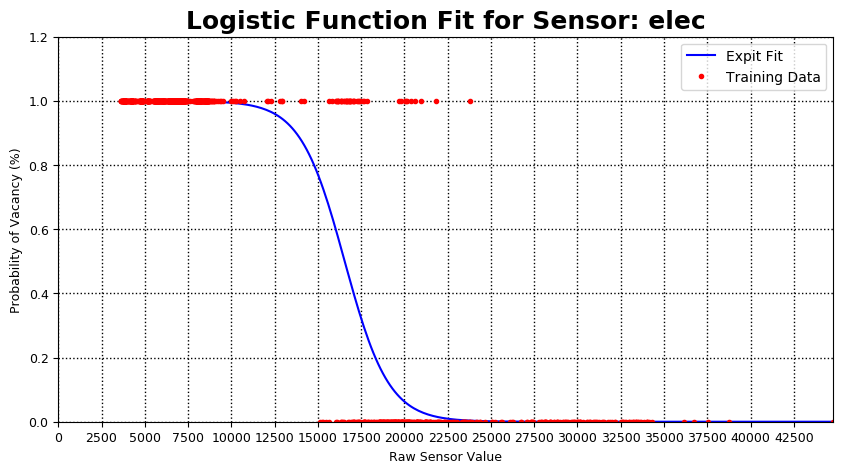 Logistic Function Fit for Sensor: elec
Expit Fit
Training Data
Probability of Vacancy (%)
1.2
1.0
0.8
0.6
0.4
0.2
0.0
0 2500 5000 7500 10000 12500 15000 17500 20000 22500 25000 27500 30000 32500 35000 37500 40000 42500
Raw Sensor Value